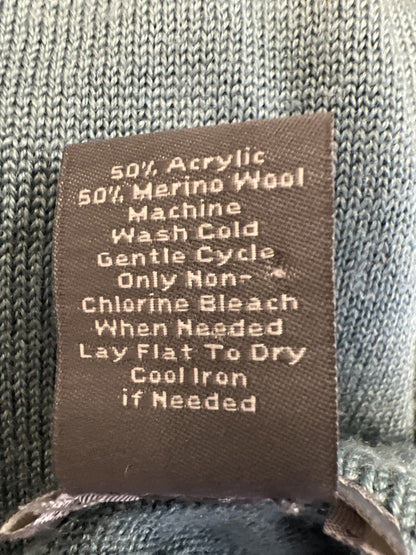 50% Acrylic
50% Merino Wool
Machine
Wash Cold
Gentle Cycle
Only Non-
Chlorine Bleach
When Needed
Lay Flat To Dry
Cool Iron
if Needed